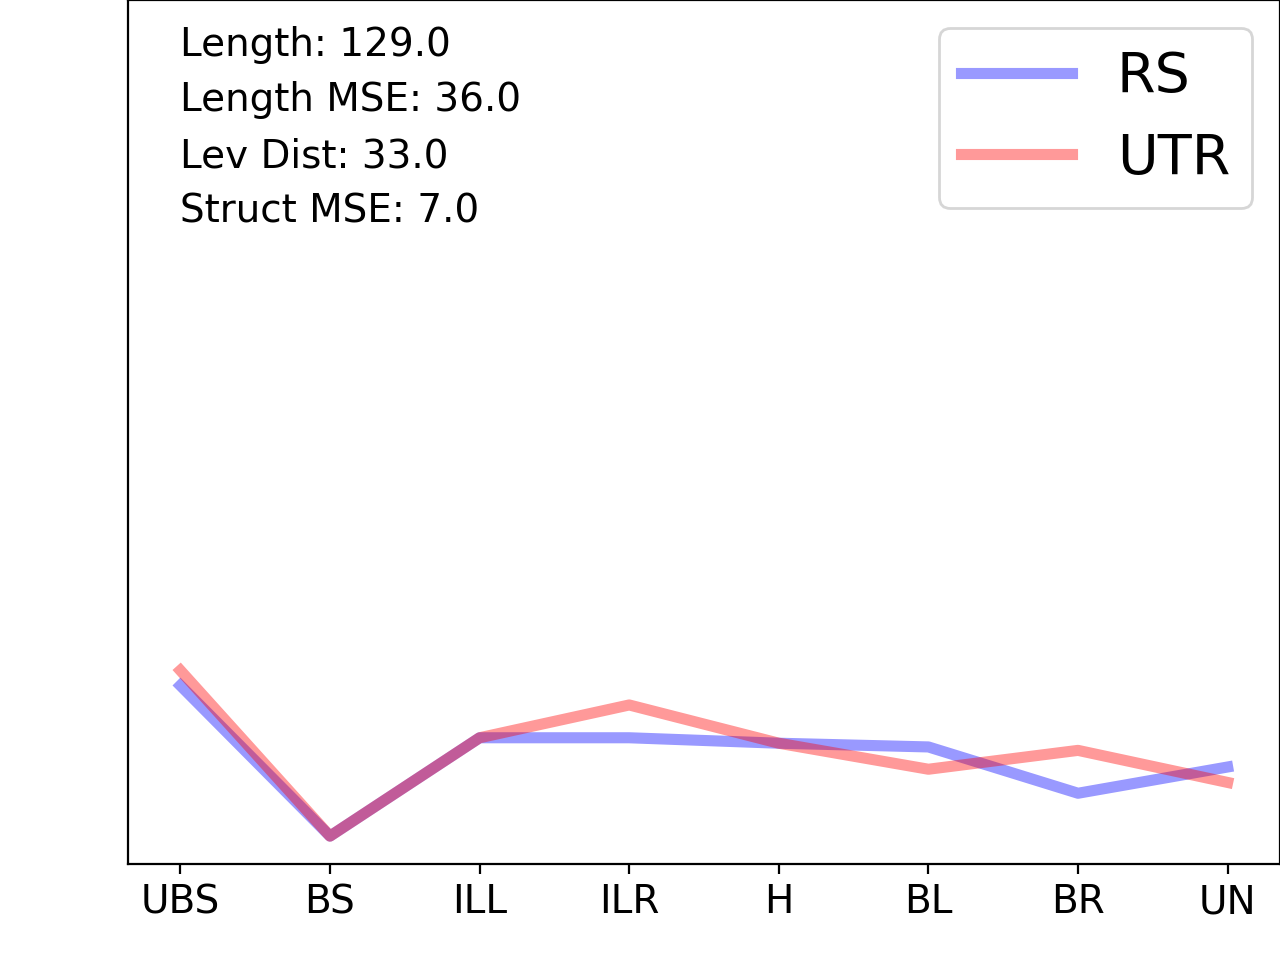 Length: 129.0
Length MSE: 36.0
Lev Dist: 33.0
Struct MSE: 7.0
RS
UTR
UBS BS ILL ILR H BL BR UN